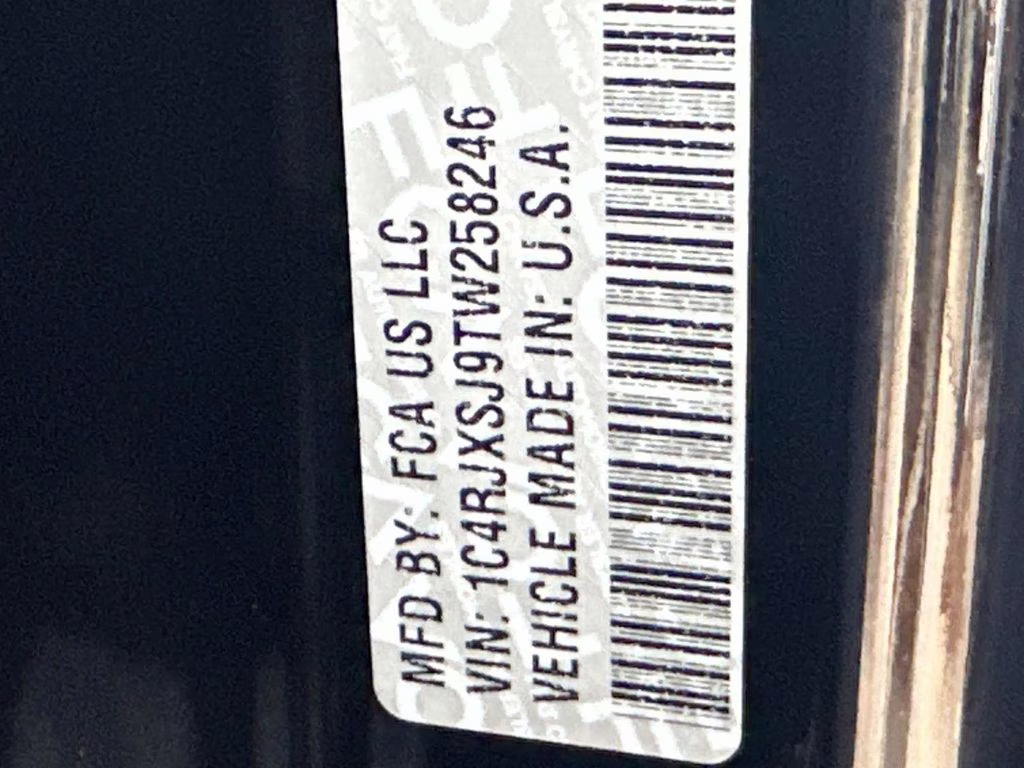 MFD BY: FCA US LLC
VIN: 1C4RJXSJ9TW258246
VEHICLE MADE IN: U.S.A.